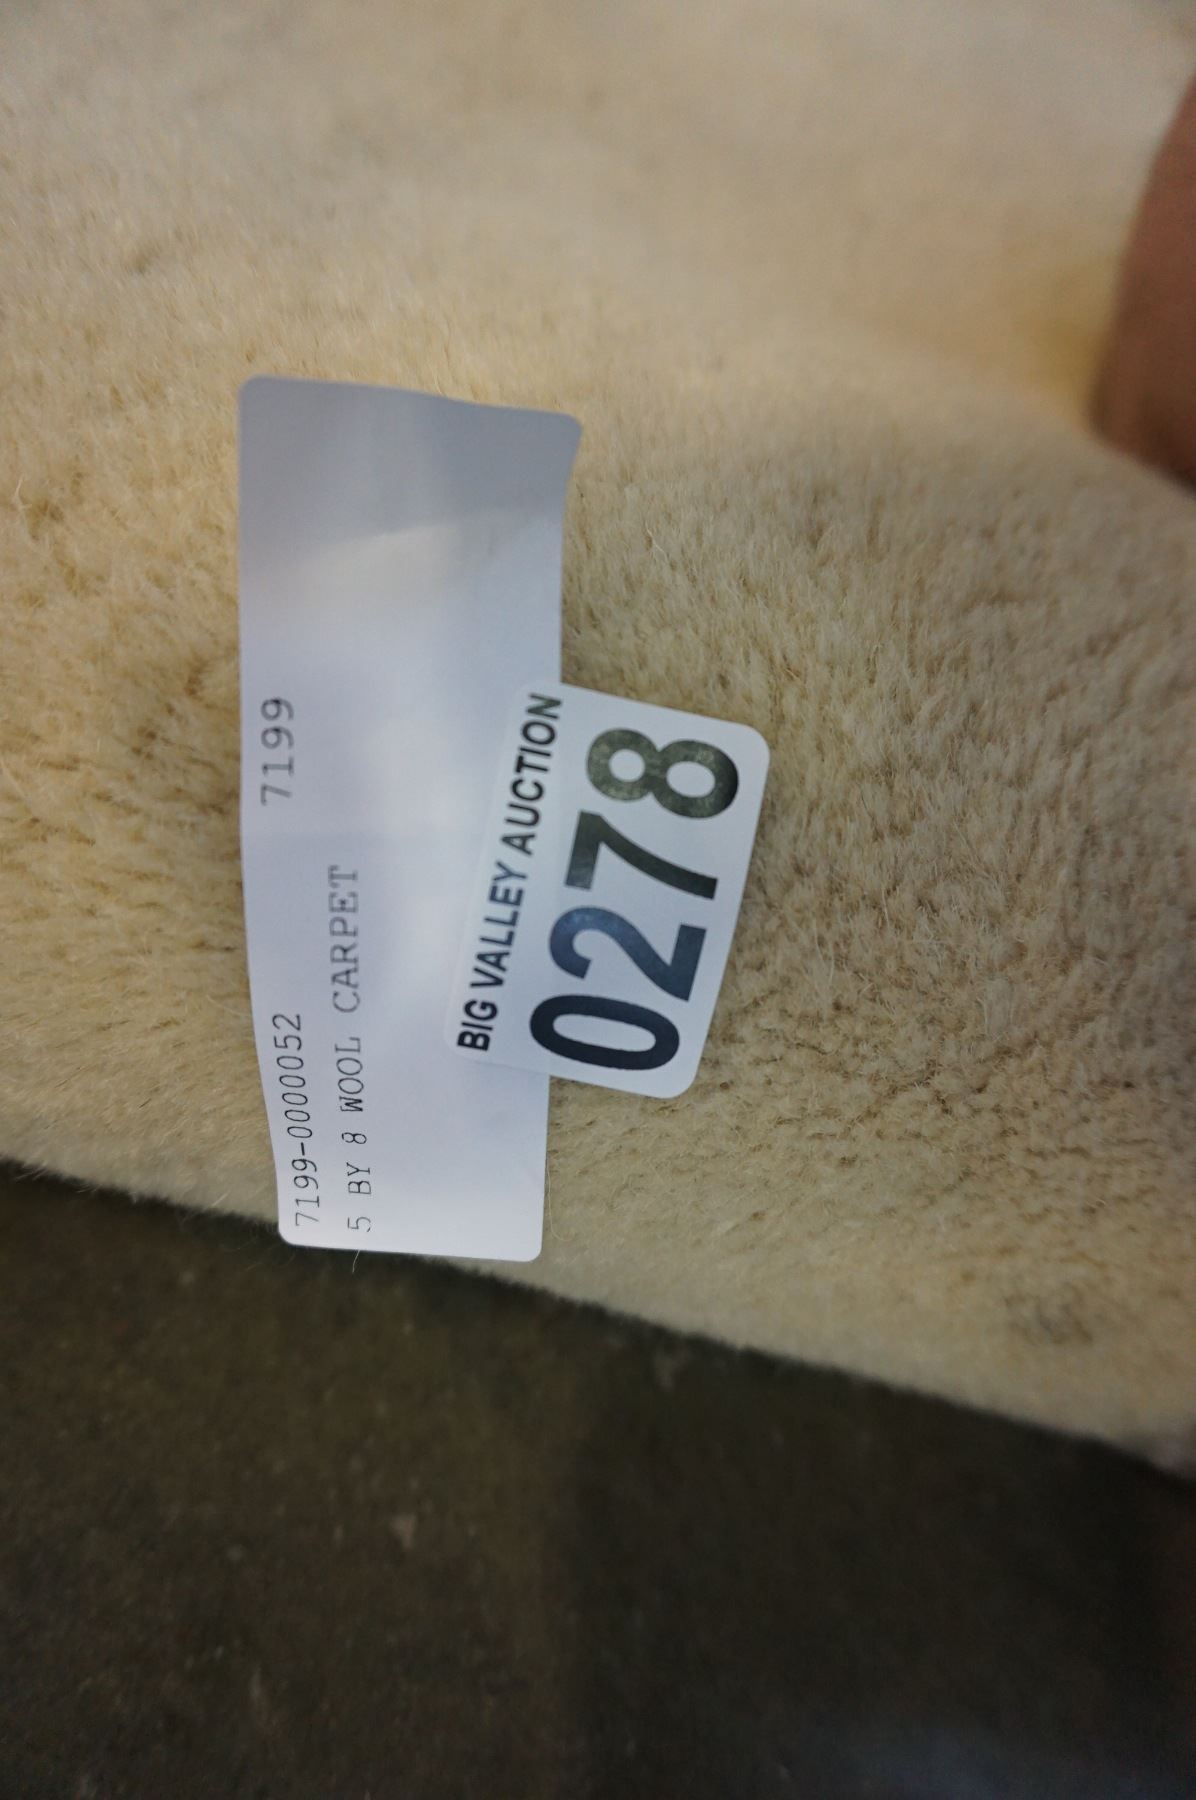 7199-0000052 7199
5 BY 8 WOOL CARPET
BIG VALLEY AUCTION
0278